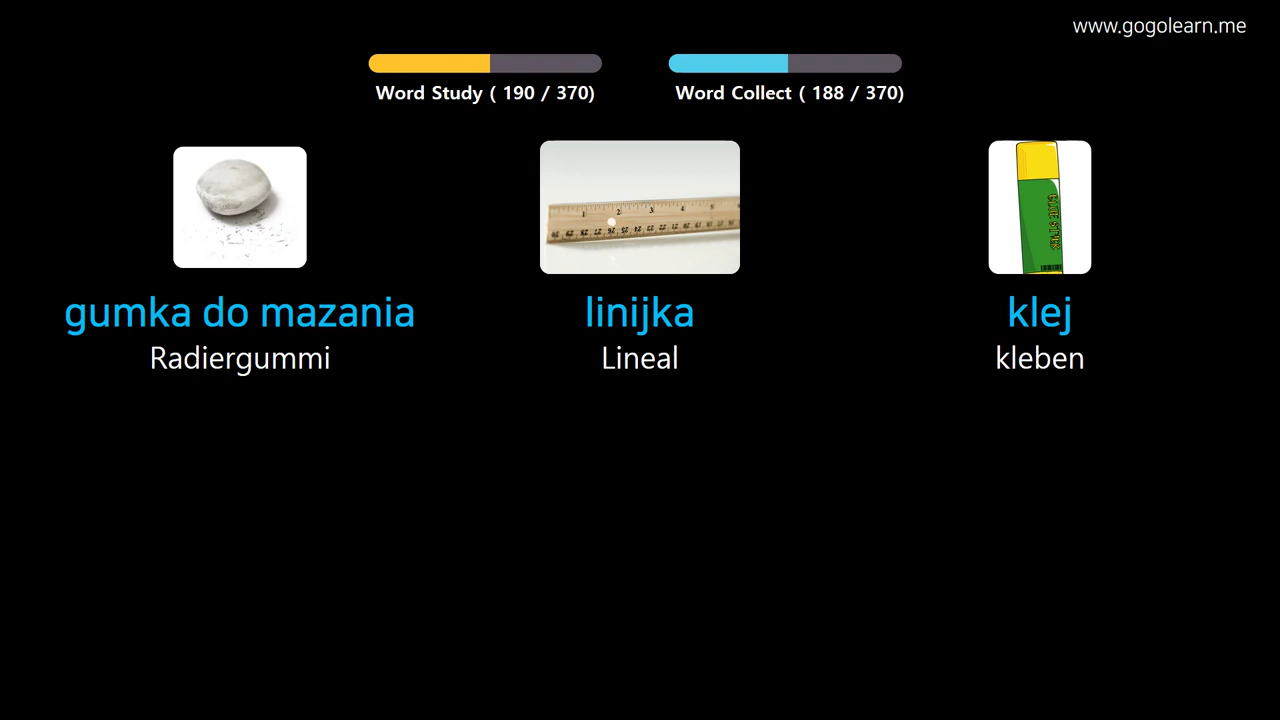 www.gogolearn.me
Word Study ( 190 / 370)
Word Collect ( 188 / 370)
gumka do mazania
linijka
klej
Radiergummi
Lineal
kleben